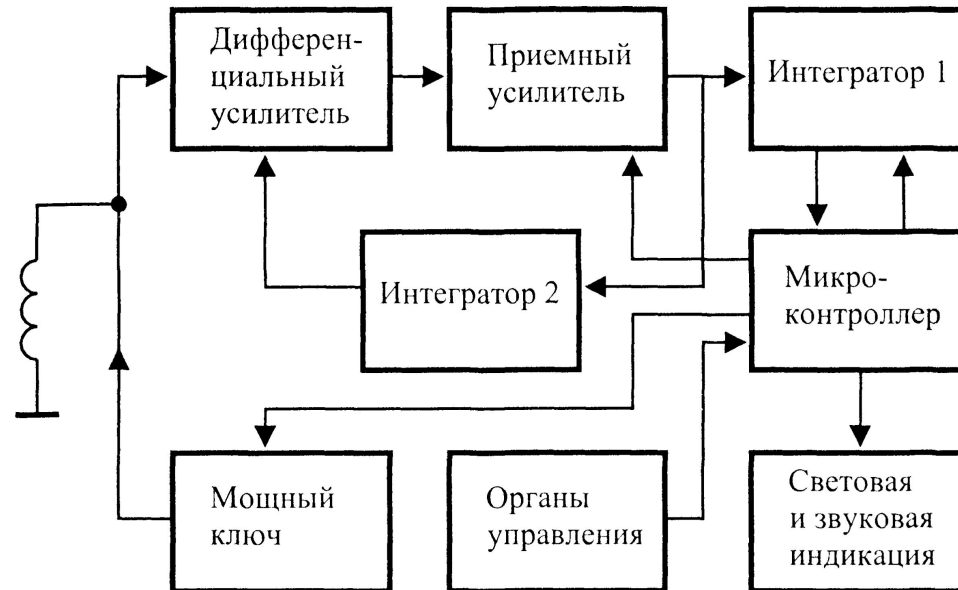 Дифферен-
циальный
усилитель
Приемный
усилитель
Интегратор 1
Интегратор 2
Микро-
контроллер
Мощный
ключ
Органы
управления
Световая
и звуковая
индикация